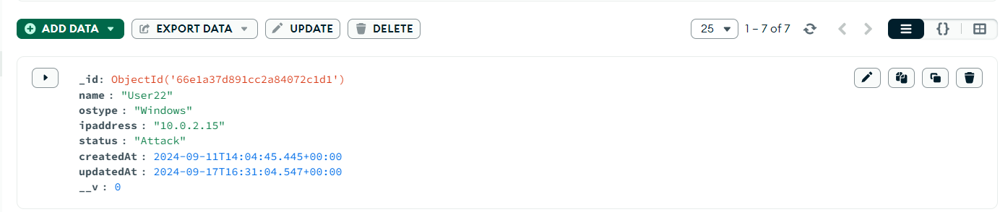 ADD DATA EXPORT DATA UPDATE DELETE 25 1 – 7 of 7 {}
_id: ObjectId('66e1a37d891cc2a84072c1d1')
name : "User22"
ostype : "Windows"
ipaddress : "10.0.2.15"
status : "Attack"
createdAt : 2024-09-11T14:04:45.445+00:00
updatedAt : 2024-09-17T16:31:04.547+00:00
__v : 0